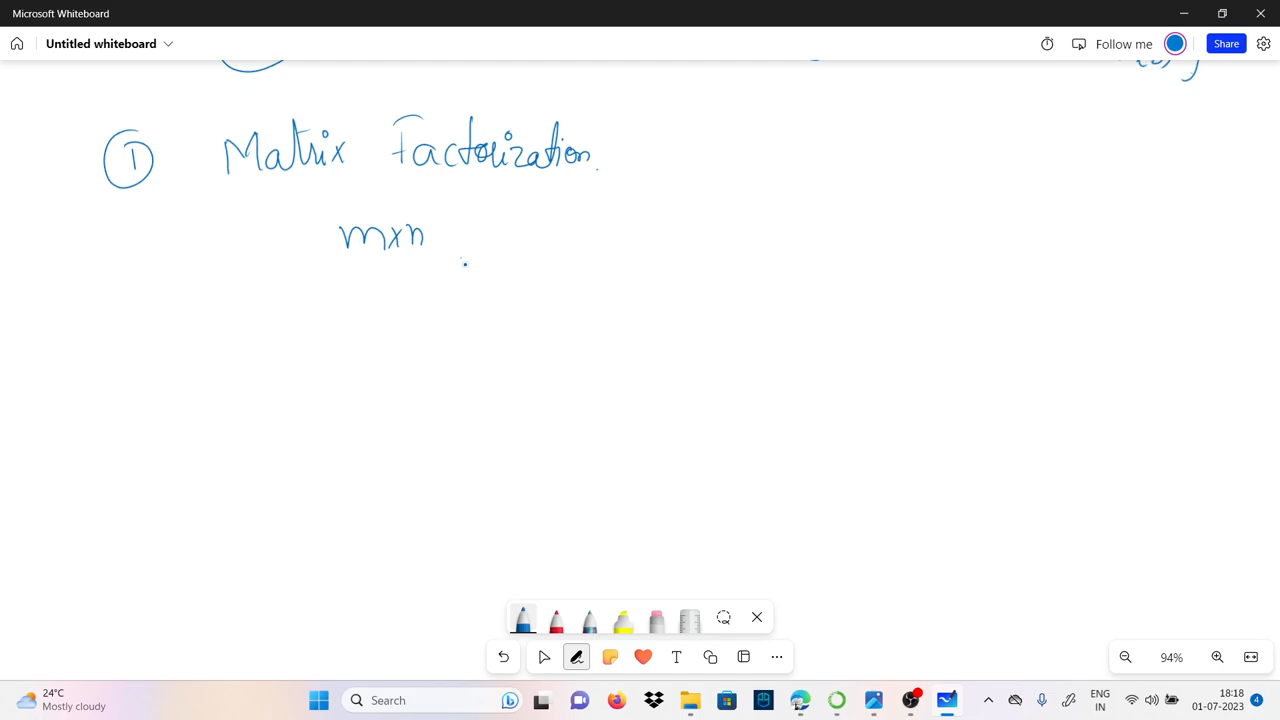 Microsoft Whiteboard
Untitled whiteboard
Follow me
Share
① Matrix Factorization.
m×n
94%
24°C
Mostly cloudy
Search
ENG
IN
18:18
01-07-2023
4